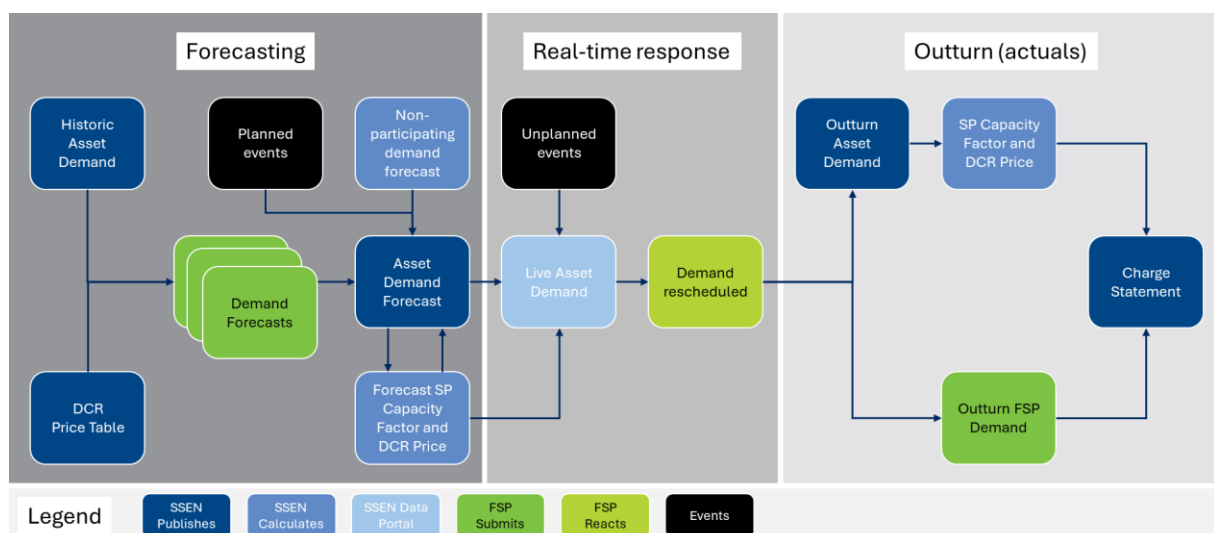 Forecasting
Real-time response
Outturn (actuals)
Historic
Asset
Demand
Planned
events
Non-
participating
demand
forecast
Unplanned
events
Outturn
Asset
Demand
SP Capacity
Factor and
DCR Price
Demand
Forecasts
Asset
Demand
Forecast
Live Asset
Demand
Demand
rescheduled
Charge
Statement
DCR
Price Table
Forecast SP
Capacity
Factor and
DCR Price
Outturn FSP
Demand
Legend
SSEN
Publishes
SSEN
Calculates
SSEN Data
Portal
FSP
Submits
FSP
Reacts
Events